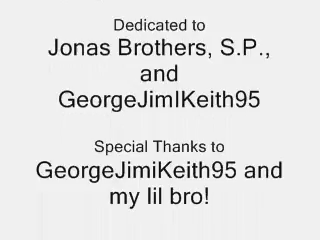 Dedicated to
Jonas Brothers, S.P.,
and
GeorgeJimIKeith95
Special Thanks to
GeorgeJimiKeith95 and
my lil bro!